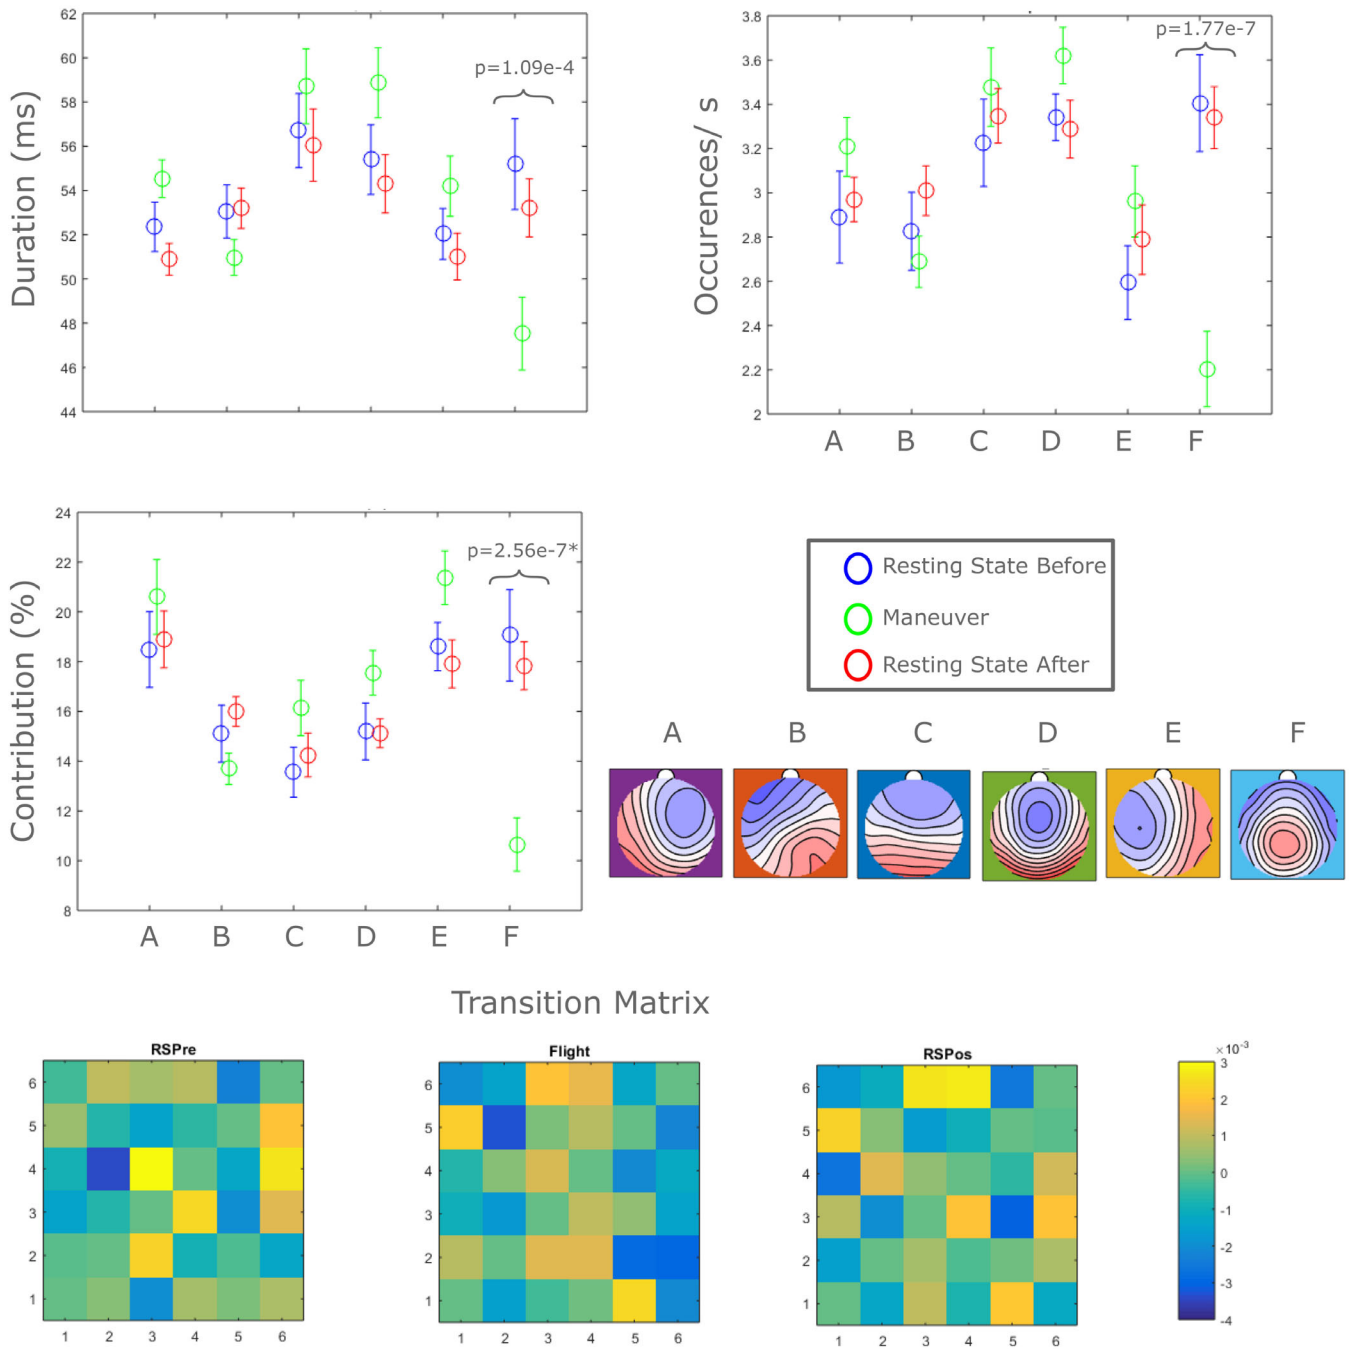 62
60
58
56
54
52
50
48
46
44
Duration (ms)
p=1.09e-4
3.8
3.6
3.4
3.2
3
2.8
2.6
2.4
2.2
2
Occurences/ s
p=1.77e-7
A B C D E F
24
22
20
18
16
14
12
10
8
Contribution (%)
p=2.56e-7*
A B C D E F
Resting State Before
Maneuver
Resting State After
A B C D E F
Transition Matrix
RSPre
6
5
4
3
2
1
1 2 3 4 5 6
Flight
6
5
4
3
2
1
1 2 3 4 5 6
RSPos
6
5
4
3
2
1
1 2 3 4 5 6
×10⁻³
3
2
1
0
-1
-2
-3
-4